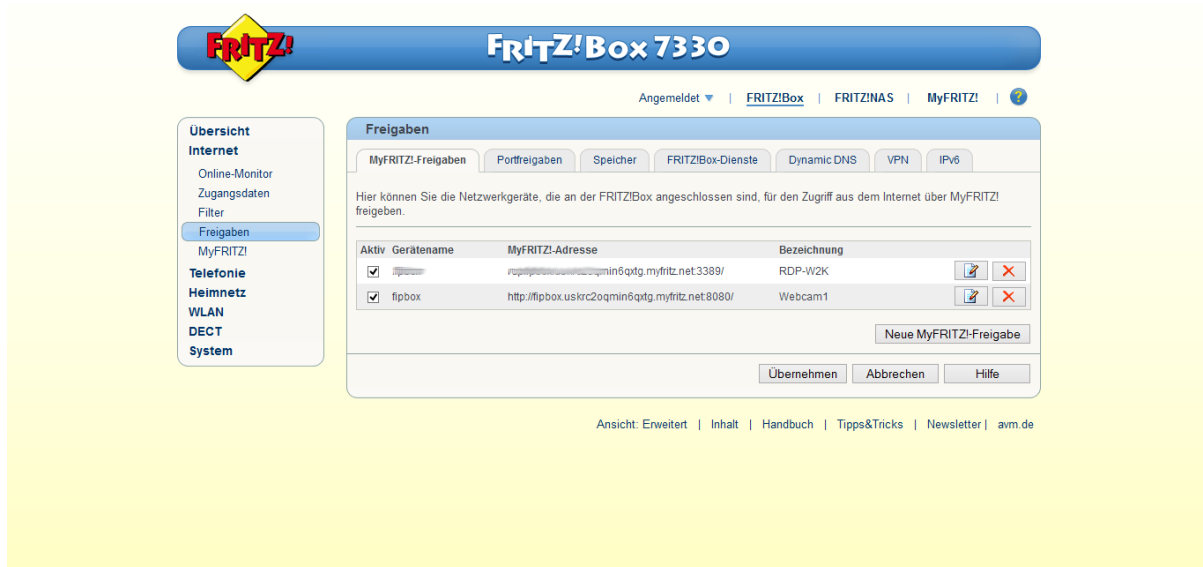 FRITZ!
FRITZ!Box 7330
Angemeldet | FRITZ!Box | FRITZ!NAS | MyFRITZ! | ?
Übersicht
Internet
Online-Monitor
Zugangsdaten
Filter
Freigaben
MyFRITZ!
Telefonie
Heimnetz
WLAN
DECT
System
Freigaben
MyFRITZ!-Freigaben Portfreigaben Speicher FRITZ!Box-Dienste Dynamic DNS VPN IPv6
Hier können Sie die Netzwerkgeräte, die an der FRITZ!Box angeschlossen sind, für den Zugriff aus dem Internet über MyFRITZ!
freigeben.
Aktiv Gerätename MyFRITZ!-Adresse Bezeichnung
min6qxtg.myfritz.net:3389/ RDP-W2K
fipbox http://fipbox.uskrc2oqmin6qxtg.myfritz.net:8080/ Webcam1
Neue MyFRITZ!-Freigabe
Übernehmen Abbrechen Hilfe
Ansicht: Erweitert | Inhalt | Handbuch | Tipps&Tricks | Newsletter | avm.de